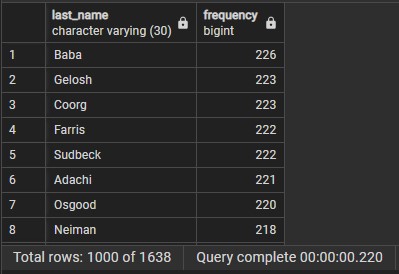 last_name frequency
character varying (30) bigint
1 Baba 226
2 Gelosh 223
3 Coorg 223
4 Farris 222
5 Sudbeck 222
6 Adachi 221
7 Osgood 220
8 Neiman 218
Total rows: 1000 of 1638 Query complete 00:00:00.220